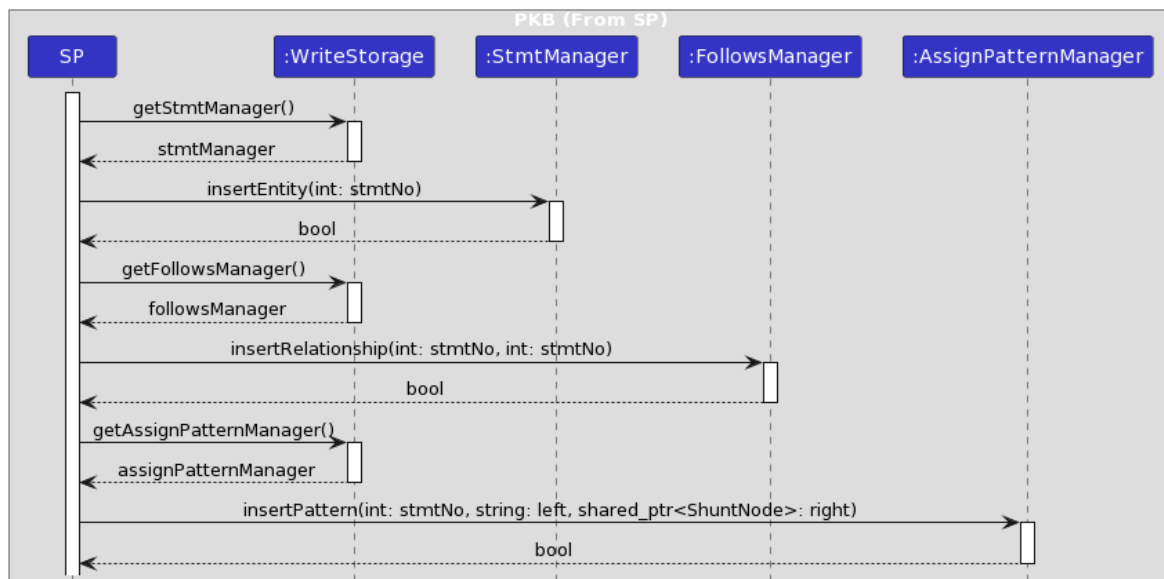 PKB (From SP)
SP :WriteStorage :StmtManager :FollowsManager :AssignPatternManager
getStmtManager()
stmtManager
insertEntity(int: stmtNo)
bool
getFollowsManager()
followsManager
insertRelationship(int: stmtNo, int: stmtNo)
bool
getAssignPatternManager()
assignPatternManager
insertPattern(int: stmtNo, string: left, shared_ptr<ShuntNode>: right)
bool